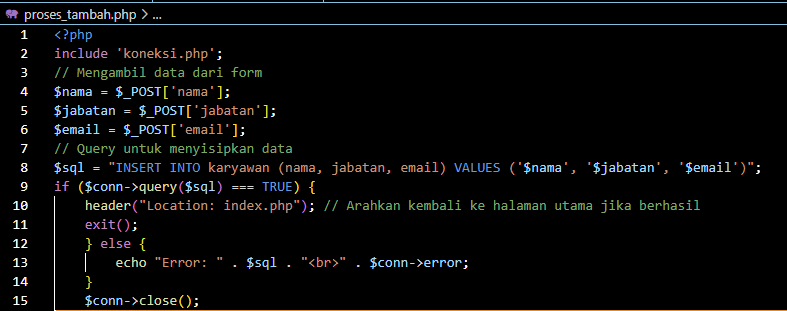 proses_tambah.php > ...
1 <?php
2 include 'koneksi.php';
3 // Mengambil data dari form
4 $nama = $_POST['nama'];
5 $jabatan = $_POST['jabatan'];
6 $email = $_POST['email'];
7 // Query untuk menyisipkan data
8 $sql = "INSERT INTO karyawan (nama, jabatan, email) VALUES ('$nama', '$jabatan', '$email')";
9 if ($conn->query($sql) === TRUE) {
10 header("Location: index.php"); // Arahkan kembali ke halaman utama jika berhasil
11 exit();
12 } else {
13 echo "Error: " . $sql . "<br>" . $conn->error;
14 }
15 $conn->close();